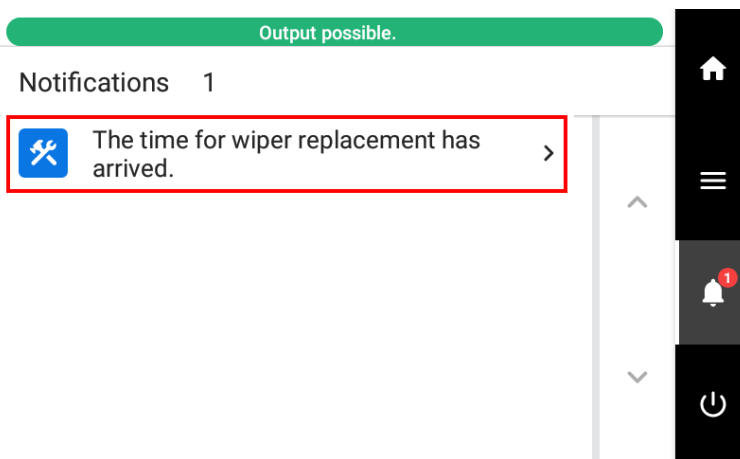 Output possible.
Notifications 1
The time for wiper replacement has
arrived.
1